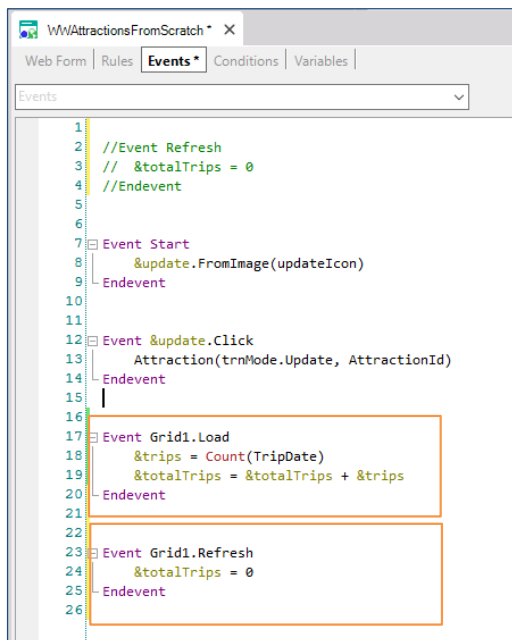 WWAttractionsFromScratch * X
Web Form | Rules | Events * | Conditions | Variables |
Events
1
2 //Event Refresh
3 // &totalTrips = 0
4 //Endevent
5
6
7 Event Start
8 &update.FromImage(updateIcon)
9 Endevent
10
11
12 Event &update.Click
13 Attraction(trnMode.Update, AttractionId)
14 Endevent
15
16
17 Event Grid1.Load
18 &trips = Count(TripDate)
19 &totalTrips = &totalTrips + &trips
20 Endevent
21
22
23 Event Grid1.Refresh
24 &totalTrips = 0
25 Endevent
26